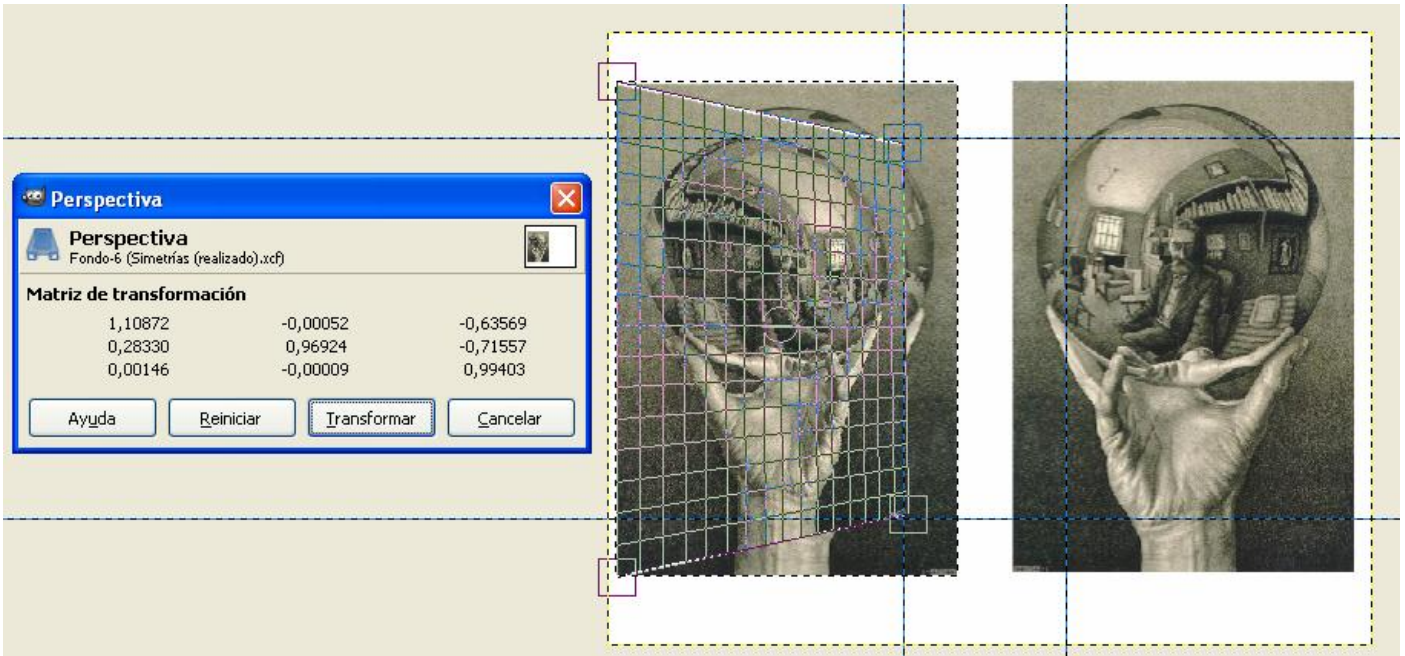 Perspectiva
Perspectiva
Fondo-6 (Simetrías (realizado).xcf)
Matriz de transformación
1,10872 -0,00052 -0,63569
0,28330 0,96924 -0,71557
0,00146 -0,00009 0,99403
Ayuda Reiniciar Transformar Cancelar